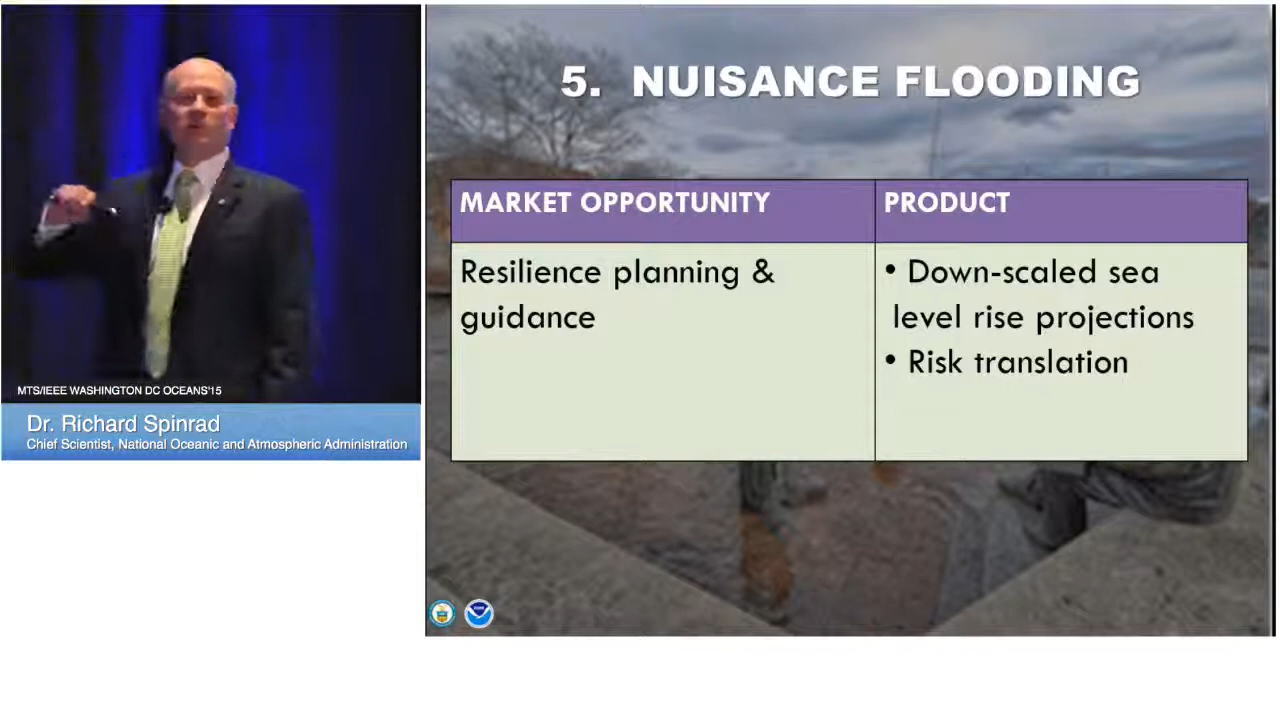 5. NUISANCE FLOODING
MARKET OPPORTUNITY
PRODUCT
Resilience planning &
guidance
• Down-scaled sea
level rise projections
• Risk translation
MTS/IEEE WASHINGTON DC OCEANS'15
Dr. Richard Spinrad
Chief Scientist, National Oceanic and Atmospheric Administration